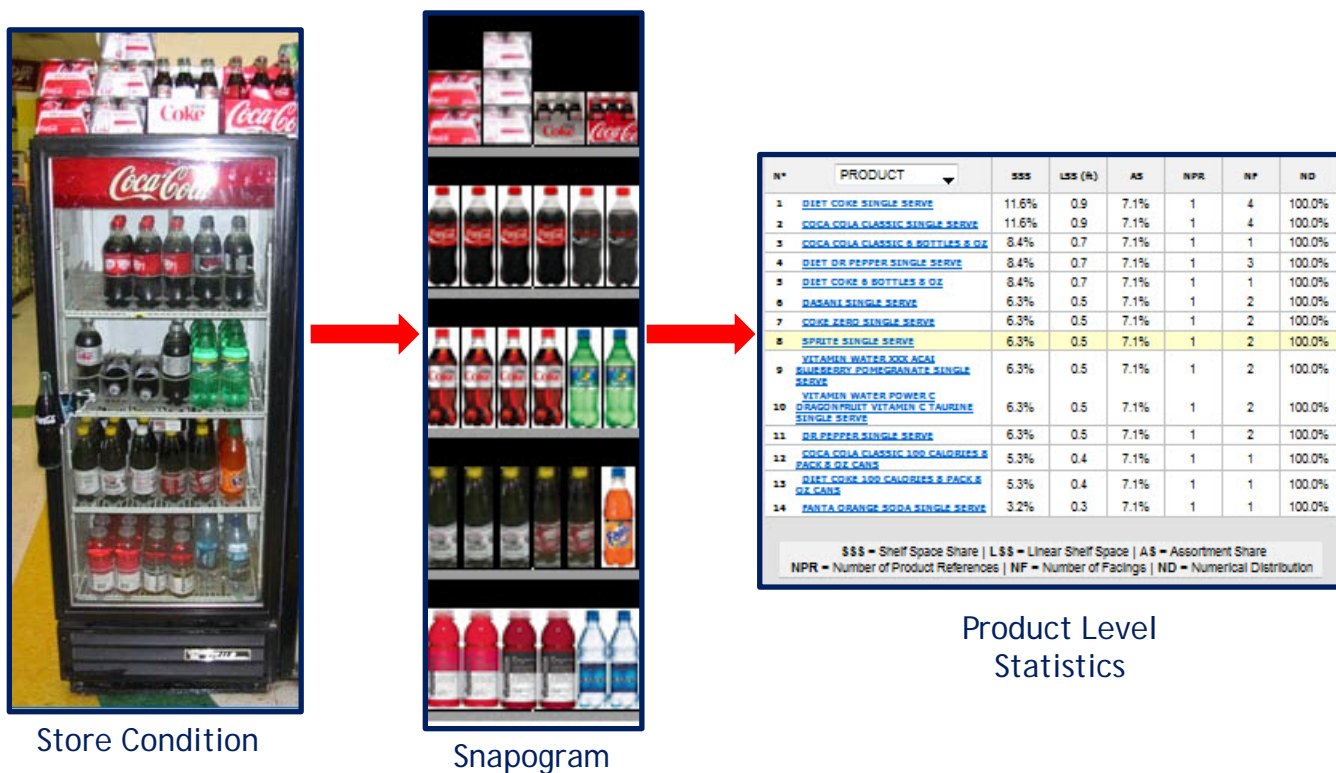 Coke
Coca-Cola
Coca-Cola
Store Condition
Coke
Coca-Cola
Snapogram
N° PRODUCT SSS LSS (ft) AS NPR NF ND
1 DIET COKE SINGLE SERVE 11.6% 0.9 7.1% 1 4 100.0%
2 COCA COLA CLASSIC SINGLE SERVE 11.6% 0.9 7.1% 1 4 100.0%
3 COCA COLA CLASSIC 6 BOTTLES 8 OZ 8.4% 0.7 7.1% 1 1 100.0%
4 DIET DR PEPPER SINGLE SERVE 8.4% 0.7 7.1% 1 3 100.0%
5 DIET COKE 6 BOTTLES 8 OZ 8.4% 0.7 7.1% 1 1 100.0%
6 DASANI SINGLE SERVE 6.3% 0.5 7.1% 1 2 100.0%
7 COKE ZERO SINGLE SERVE 6.3% 0.5 7.1% 1 2 100.0%
8 SPRITE SINGLE SERVE 6.3% 0.5 7.1% 1 2 100.0%
VITAMIN WATER XXX ACAI
9 BLUEBERRY POMEGRANATE SINGLE 6.3% 0.5 7.1% 1 2 100.0%
SERVE
VITAMIN WATER POWER C
10 DRAGONFRUIT VITAMIN C TAURINE 6.3% 0.5 7.1% 1 2 100.0%
SINGLE SERVE
11 DR PEPPER SINGLE SERVE 6.3% 0.5 7.1% 1 2 100.0%
12 COCA COLA CLASSIC 100 CALORIES 8 5.3% 0.4 7.1% 1 1 100.0%
PACK 8 OZ CANS
13 DIET COKE 100 CALORIES 8 PACK 8 5.3% 0.4 7.1% 1 1 100.0%
OZ CANS
14 FANTA ORANGE SODA SINGLE SERVE 3.2% 0.3 7.1% 1 1 100.0%
SSS = Shelf Space Share | LSS = Linear Shelf Space | AS = Assortment Share
NPR = Number of Product References | NF = Number of Facings | ND = Numerical Distribution
Product Level
Statistics